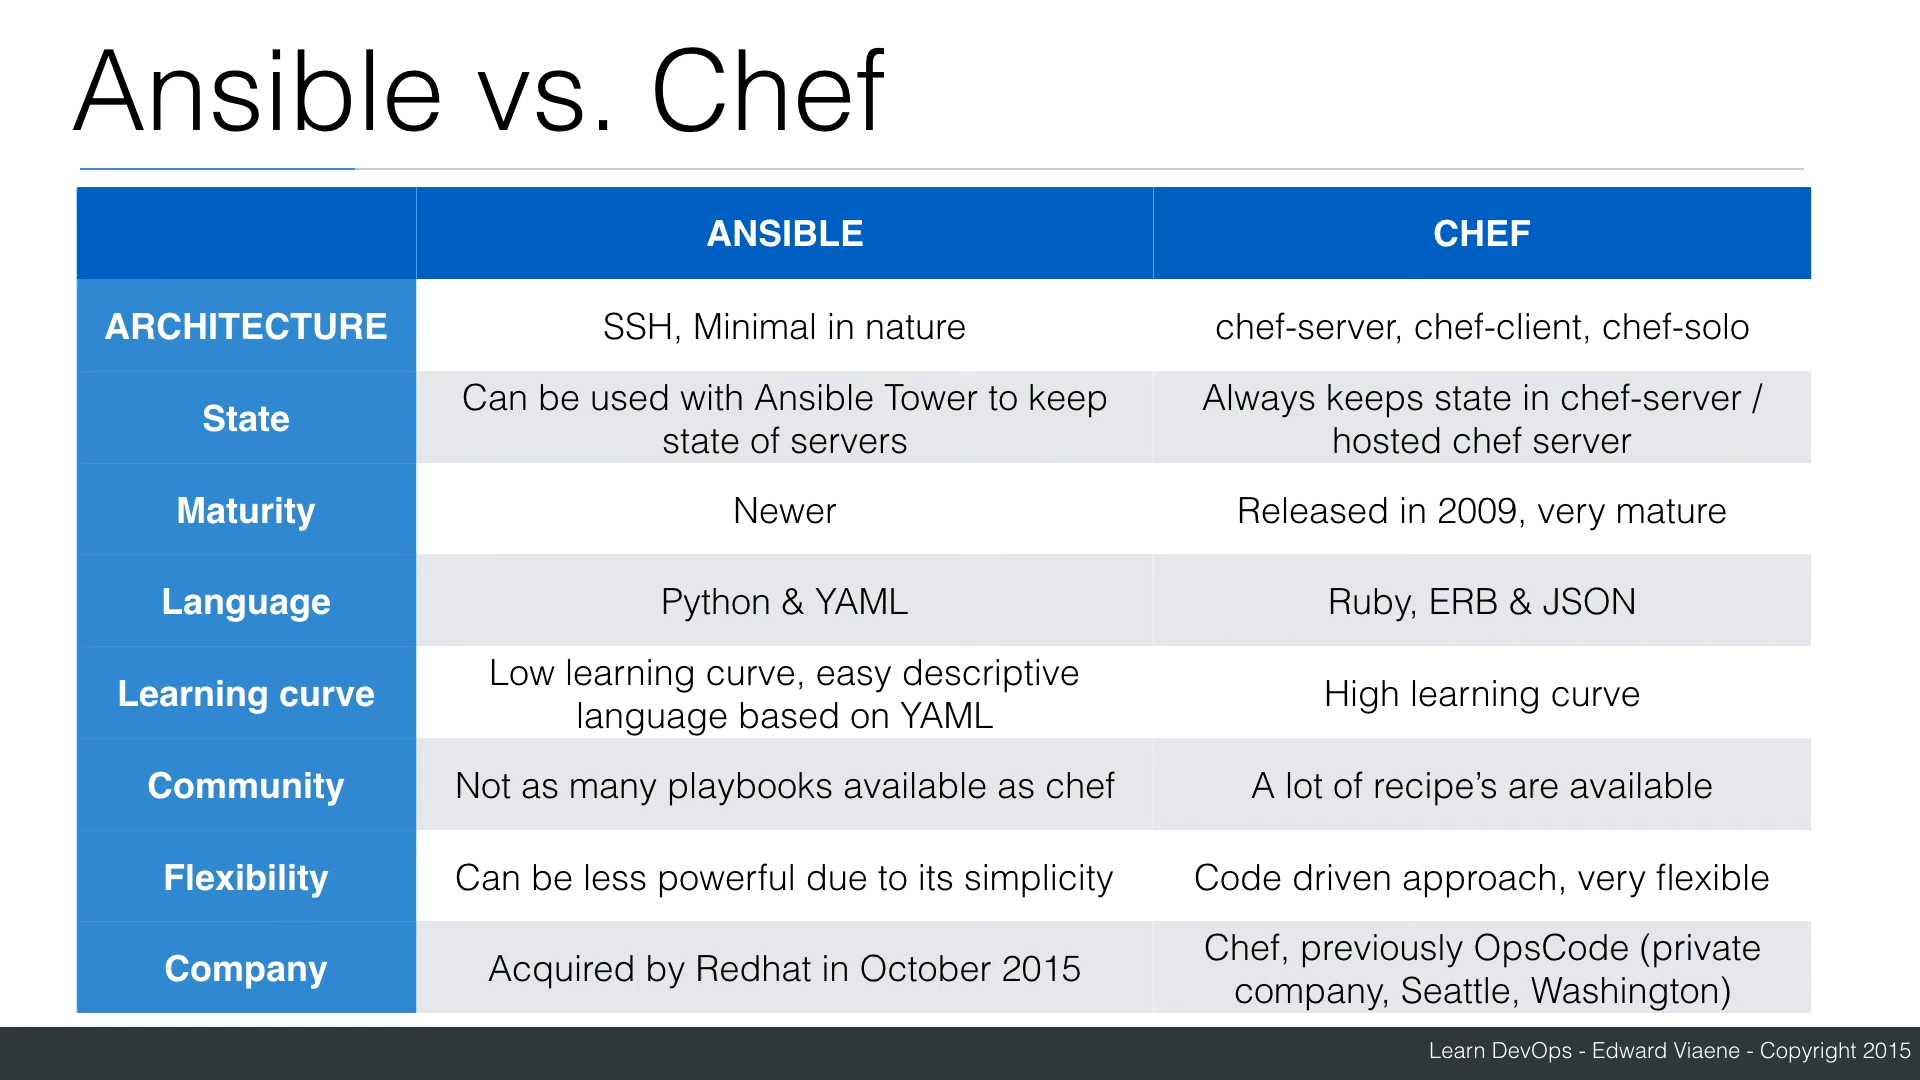 Ansible vs. Chef
ANSIBLE
CHEF
ARCHITECTURE
SSH, Minimal in nature
chef-server, chef-client, chef-solo
State
Can be used with Ansible Tower to keep
state of servers
Always keeps state in chef-server /
hosted chef server
Maturity
Newer
Released in 2009, very mature
Language
Python & YAML
Ruby, ERB & JSON
Learning curve
Low learning curve, easy descriptive
language based on YAML
High learning curve
Community
Not as many playbooks available as chef
A lot of recipe’s are available
Flexibility
Can be less powerful due to its simplicity
Code driven approach, very flexible
Company
Acquired by Redhat in October 2015
Chef, previously OpsCode (private
company, Seattle, Washington)
Learn DevOps - Edward Viaene - Copyright 2015